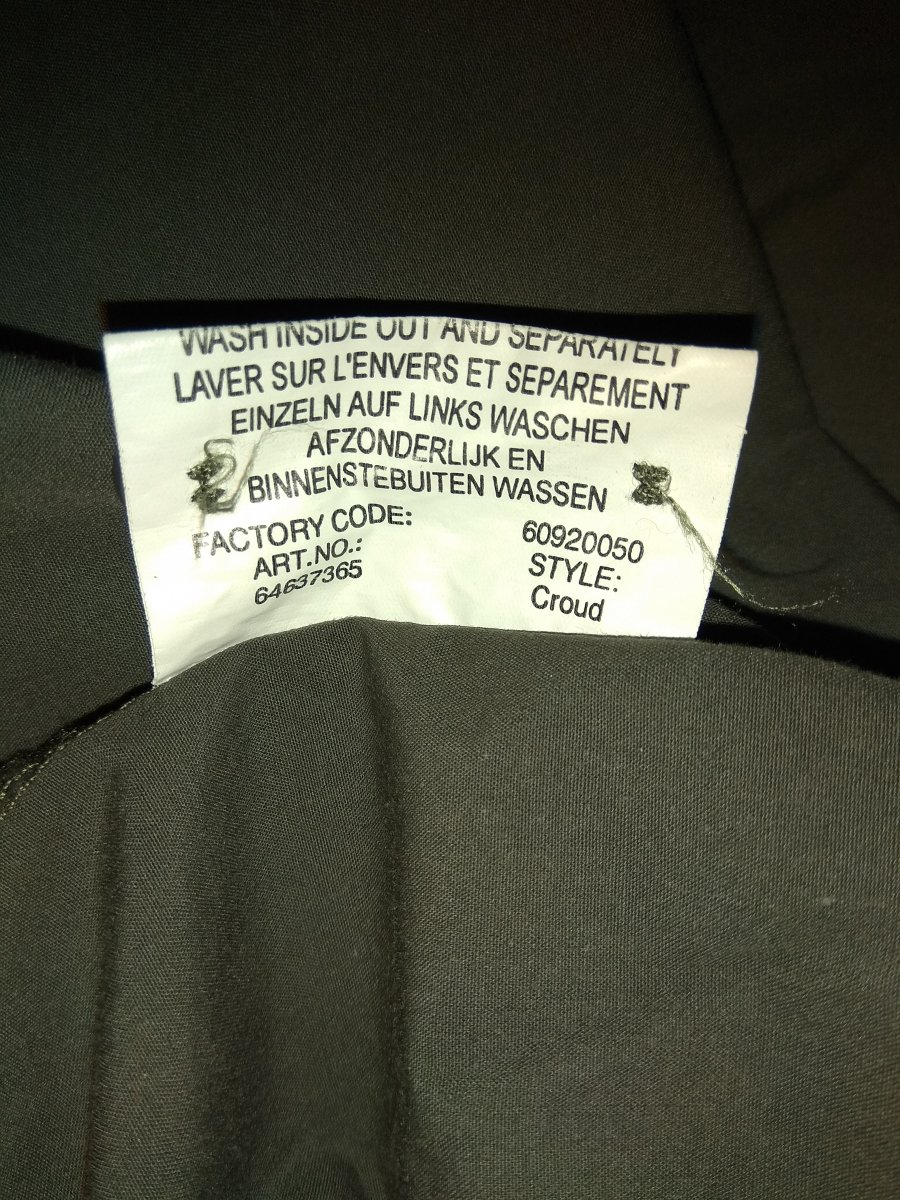 WASH INSIDE OUT AND SEPARATELY
LAVER SUR L'ENVERS ET SEPAREMENT
EINZELN AUF LINKS WASCHEN
AFZONDERLIJK EN
BINNENSTEBUITEN WASSEN
FACTORY CODE: 60920050
ART.NO.: STYLE:
64637365 Croud